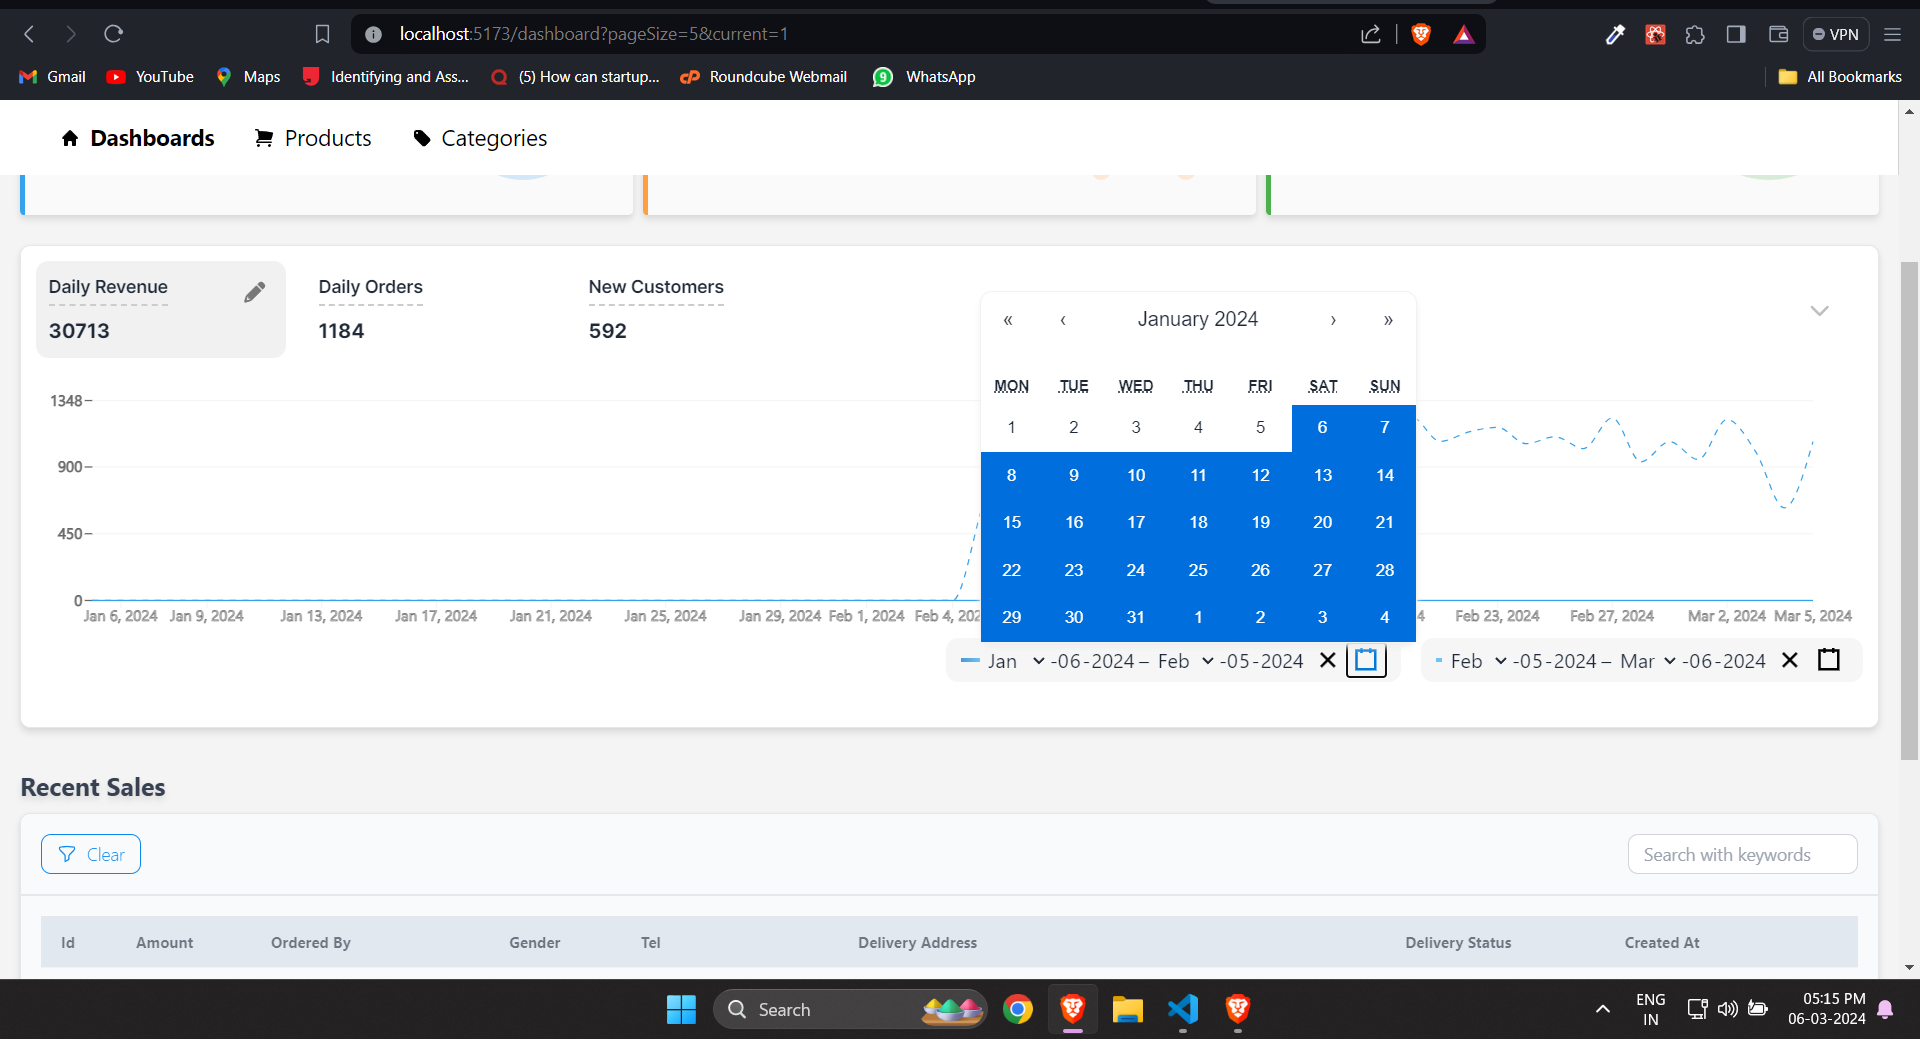 localhost:5173/dashboard?pageSize=5&current=1
VPN
Gmail
YouTube
Maps
Identifying and Ass...
(5) How can startup...
Roundcube Webmail
9
WhatsApp
All Bookmarks
Dashboards
Products
Categories
Daily Revenue
30713
Daily Orders
1184
New Customers
592
« ‹ January 2024 › »
MON TUE WED THU FRI SAT SUN
1 2 3 4 5 6 7
8 9 10 11 12 13 14
15 16 17 18 19 20 21
22 23 24 25 26 27 28
29 30 31 1 2 3 4
1348
900
450
0
Jan 6, 2024 Jan 9, 2024 Jan 13, 2024 Jan 17, 2024 Jan 21, 2024 Jan 25, 2024 Jan 29, 2024 Feb 1, 2024 Feb 4, 202 4 Feb 23, 2024 Feb 27, 2024 Mar 2, 2024 Mar 5, 2024
Jan -06-2024 – Feb -05-2024
Feb -05-2024 – Mar -06-2024
Recent Sales
Clear
Search with keywords
Id Amount Ordered By Gender Tel Delivery Address Delivery Status Created At
Search
ENG
IN
05:15 PM
06-03-2024